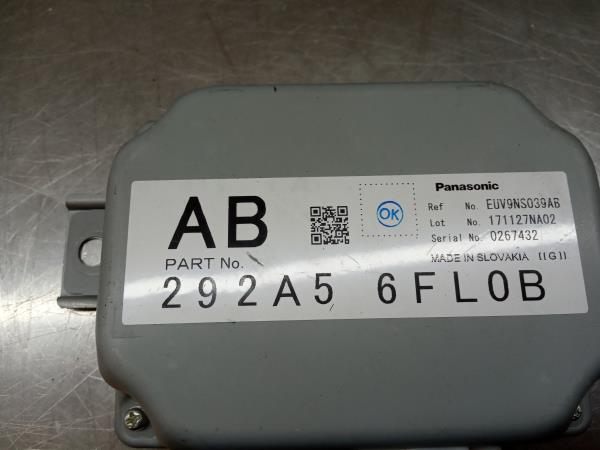 AB
OK
Panasonic
Ref No. EUV9NS039AB
Lot No. 171127NA02
Serial No. 0267432
MADE IN SLOVAKIA [[G]]
PART No.
292A5 6FL0B